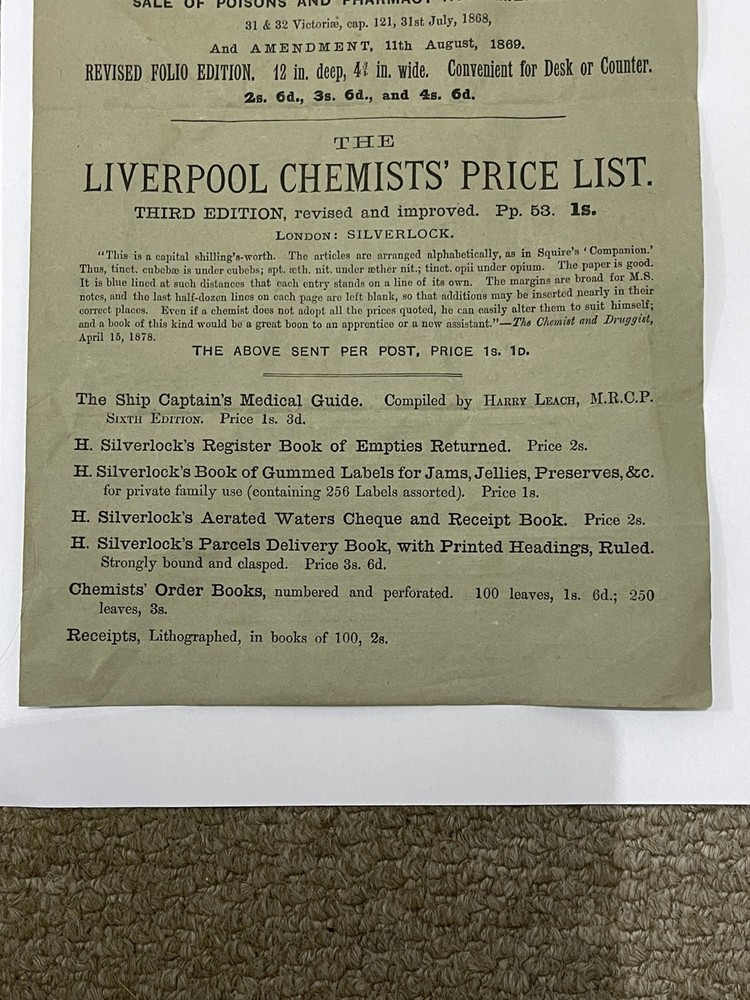 SALE OF POISONS AND PHARMACY
31 & 32 Victoriæ, cap. 121, 31st July, 1868,
And AMENDMENT, 11th August, 1869.
REVISED FOLIO EDITION. 12 in. deep, 4¾ in. wide. Convenient for Desk or Counter.
2s. 6d., 3s. 6d., and 4s. 6d.
THE
LIVERPOOL CHEMISTS' PRICE LIST.
THIRD EDITION, revised and improved. Pp. 53. 1s.
LONDON: SILVERLOCK.
"This is a capital shilling's-worth. The articles are arranged alphabetically, as in Squire's 'Companion.'
Thus, tinct. cubebæ is under cubebs; spt. æth. nit. under æther nit.; tinct. opii under opium. The paper is good.
It is blue lined at such distances that each entry stands on a line of its own. The margins are broad for M.S.
notes, and the last half-dozen lines on each page are left blank, so that additions may be inserted nearly in their
correct places. Even if a chemist does not adopt all the prices quoted, he can easily alter them to suit himself;
and a book of this kind would be a great boon to an apprentice or a new assistant."—The Chemist and Druggist,
April 15, 1878.
THE ABOVE SENT PER POST, PRICE 1s. 1D.
The Ship Captain's Medical Guide. Compiled by HARRY LEACH, M.R.C.P.
SIXTH EDITION. Price 1s. 3d.
H. Silverlock's Register Book of Empties Returned. Price 2s.
H. Silverlock's Book of Gummed Labels for Jams, Jellies, Preserves, &c.
for private family use (containing 256 Labels assorted). Price 1s.
H. Silverlock's Aerated Waters Cheque and Receipt Book. Price 2s.
H. Silverlock's Parcels Delivery Book, with Printed Headings, Ruled.
Strongly bound and clasped. Price 3s. 6d.
Chemists' Order Books, numbered and perforated. 100 leaves, 1s. 6d.; 250
leaves, 3s.
Receipts, Lithographed, in books of 100, 2s.